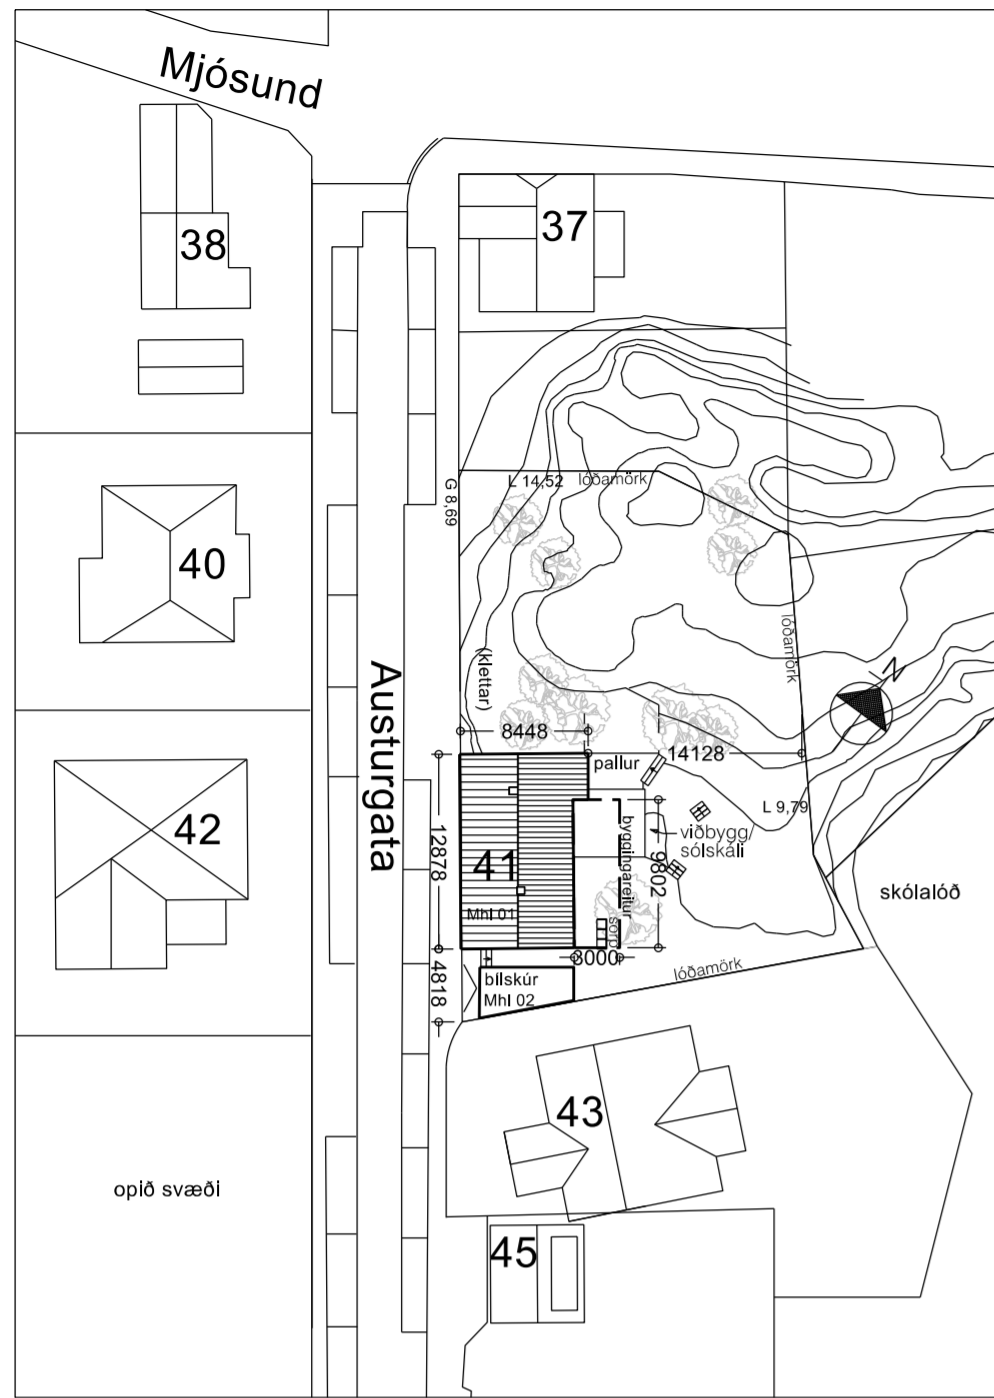 Mjósund
38
37
G 8,69
L 14,52
lóðamörk
40
(klettar)
lóðamörk
N
Austurgata
8448
14128
pallur
L 9,79
42
12878
41
Mhl 01
byggingareitur
9802
viðbygg/
sólskáli
skólalóð
sorp
3000
lóðamörk
4818
bílskúr
Mhl 02
43
opið svæði
45